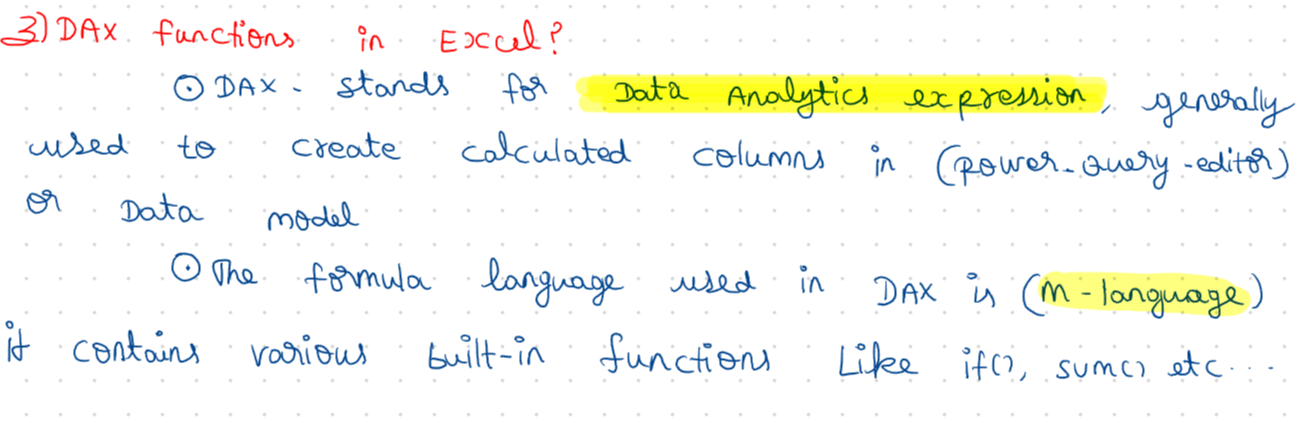 3) DAX functions in Excel?
⊙ DAX - stands for Data Analytics expression, generally
used to create calculated columns in (power-Query-editor)
or Data model
⊙ The formula language used in DAX is (M-language)
it contains various built-in functions Like if(), sum() etc....